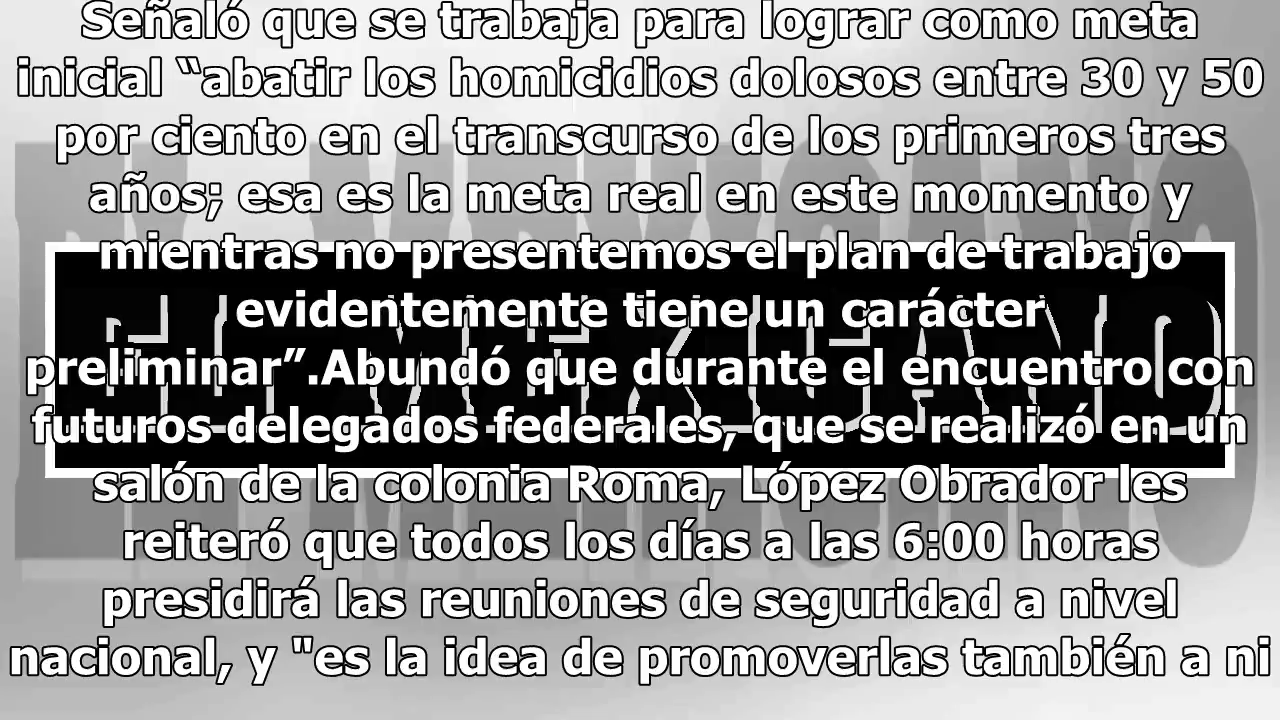 Señaló que se trabaja para lograr como meta
inicial “abatir los homicidios dolosos entre 30 y 50
por ciento en el transcurso de los primeros tres
años; esa es la meta real en este momento y
mientras no presentemos el plan de trabajo
evidentemente tiene un carácter
preliminar”.Abundó que durante el encuentro con
futuros delegados federales, que se realizó en un
salón de la colonia Roma, López Obrador les
reiteró que todos los días a las 6:00 horas
presidirá las reuniones de seguridad a nivel
nacional, y "es la idea de promoverlas también a ni
EL MEXICANO